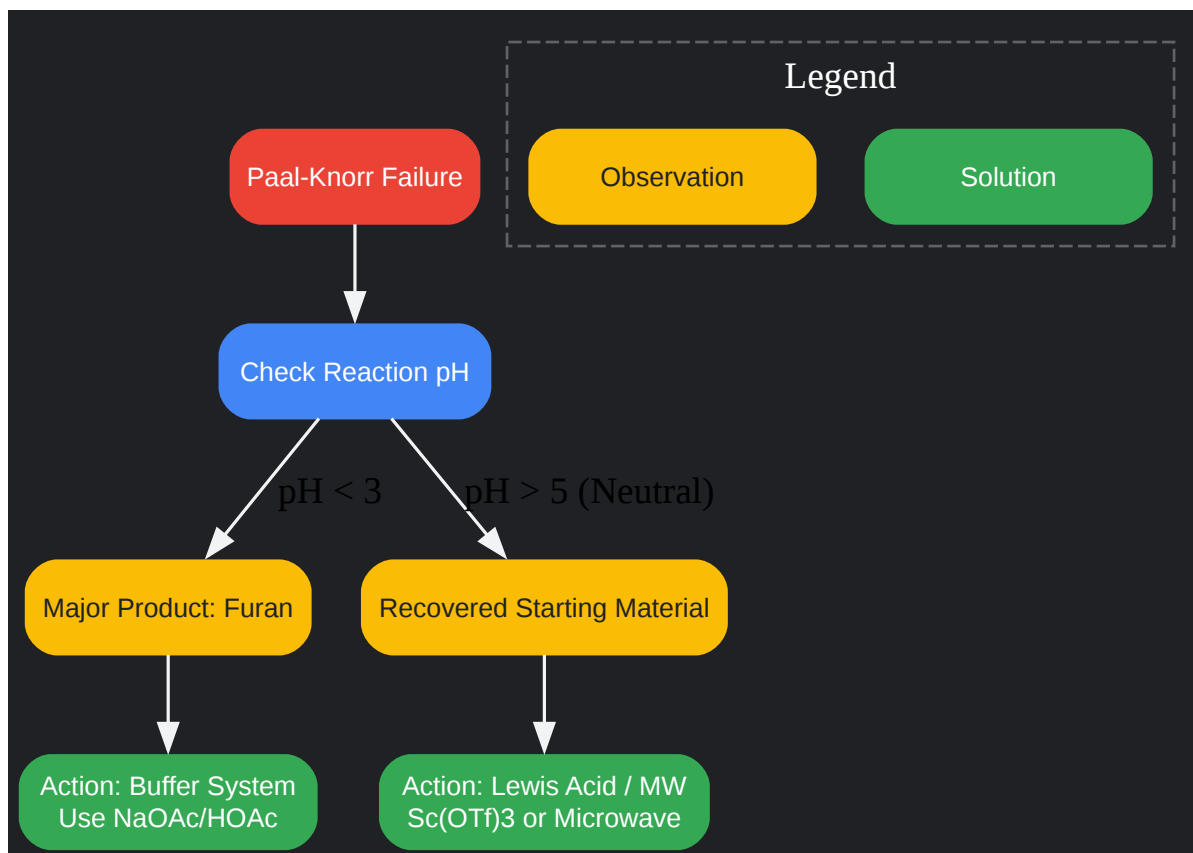 Legend
Paal-Knorr Failure
Observation
Solution
Check Reaction pH
pH < 3
pH > 5 (Neutral)
Major Product: Furan
Recovered Starting Material
Action: Buffer System
Use NaOAc/HOAc
Action: Lewis Acid / MW
Sc(OTf)3 or Microwave